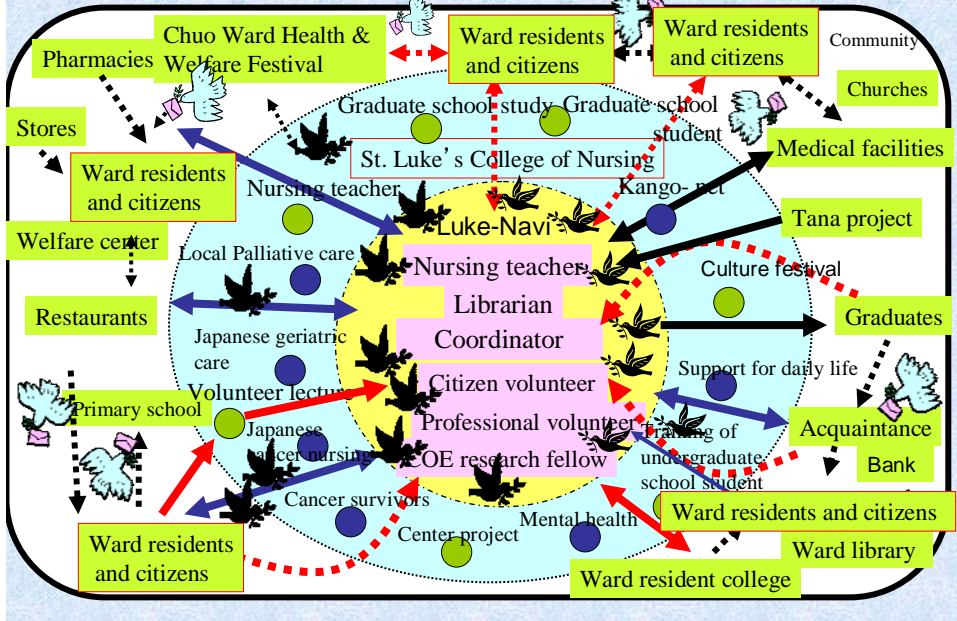 Chuo Ward Health &
Welfare Festival
Pharmacies
Ward residents
and citizens
Ward residents
and citizens
Community
Churches
Medical facilities
Tana project
Stores
Ward residents
and citizens
Welfare center
Restaurants
Graduate school study
Graduate school
student
St. Luke's College of Nursing
Nursing teacher
Kango- net
Local Palliative care
Luke-Navi
Nursing teacher
Librarian
Coordinator
Citizen volunteer
Professional volunteer
COE research fellow
Culture festival
Graduates
Japanese geriatric
care
Volunteer lecture
Japanese
cancer nursing
Support for daily life
Primary school
Acquaintance
Bank
Training of
undergraduate
school student
Cancer survivors
Center project
Mental health
Ward residents
and citizens
Ward residents and citizens
Ward library
Ward resident college